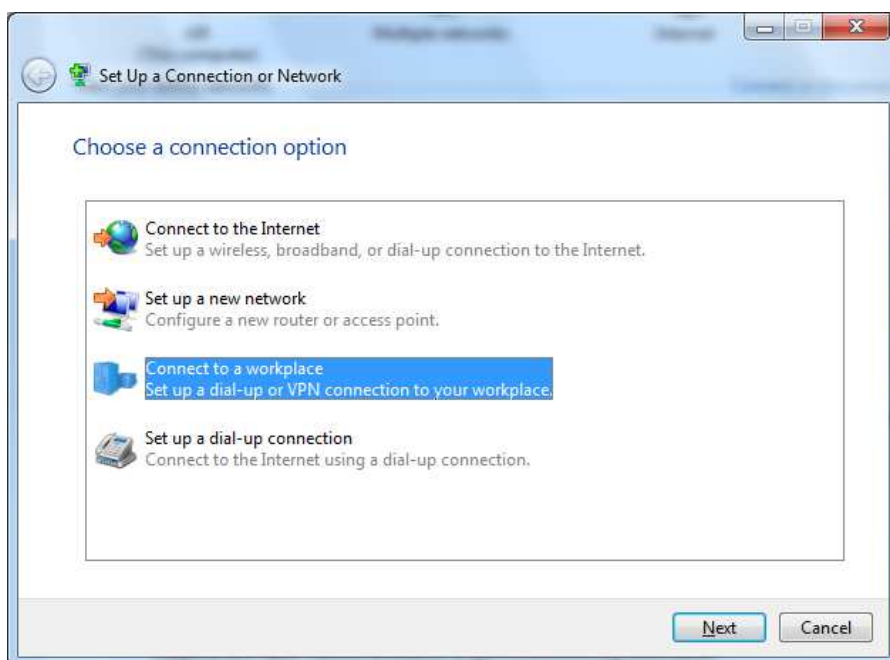 Multiple networks
Internet
Set Up a Connection or Network
Choose a connection option
Connect to the Internet
Set up a wireless, broadband, or dial-up connection to the Internet.
Set up a new network
Configure a new router or access point.
Connect to a workplace
Set up a dial-up or VPN connection to your workplace.
Set up a dial-up connection
Connect to the Internet using a dial-up connection.
Next
Cancel